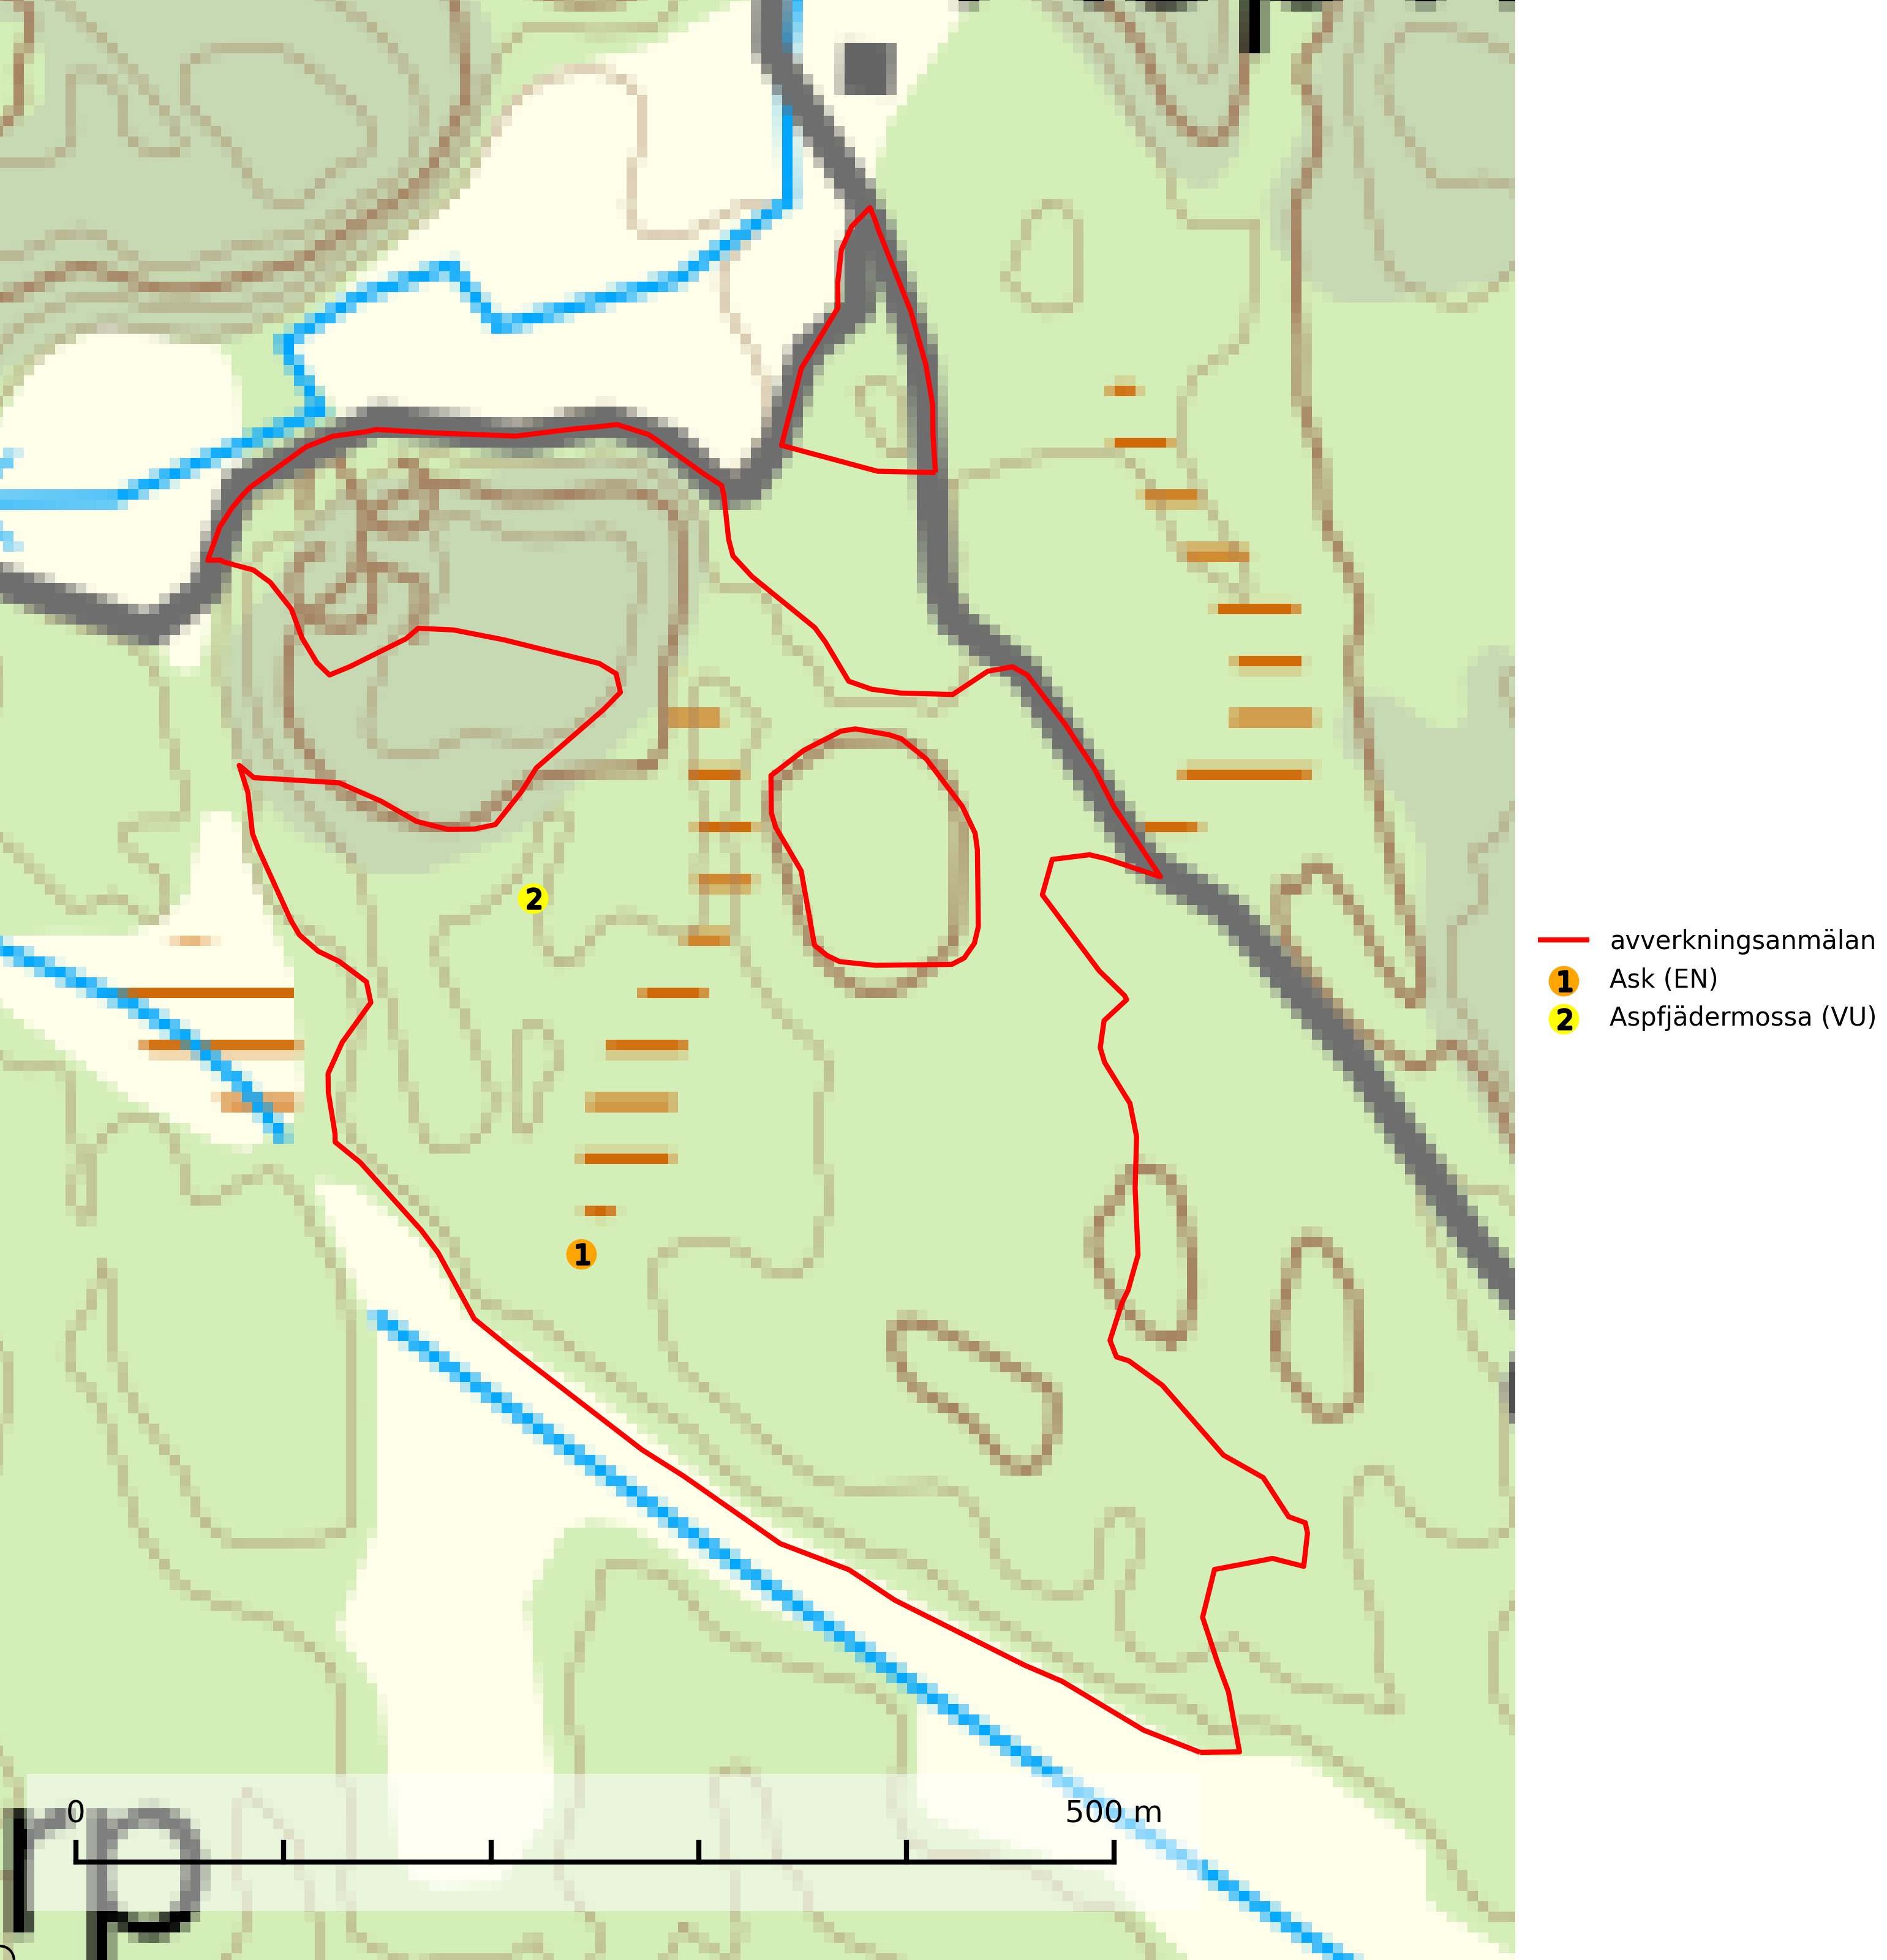 2
1
avverkningsanmälan
1 Ask (EN)
2 Aspfjädermossa (VU)
0 500 m
rp